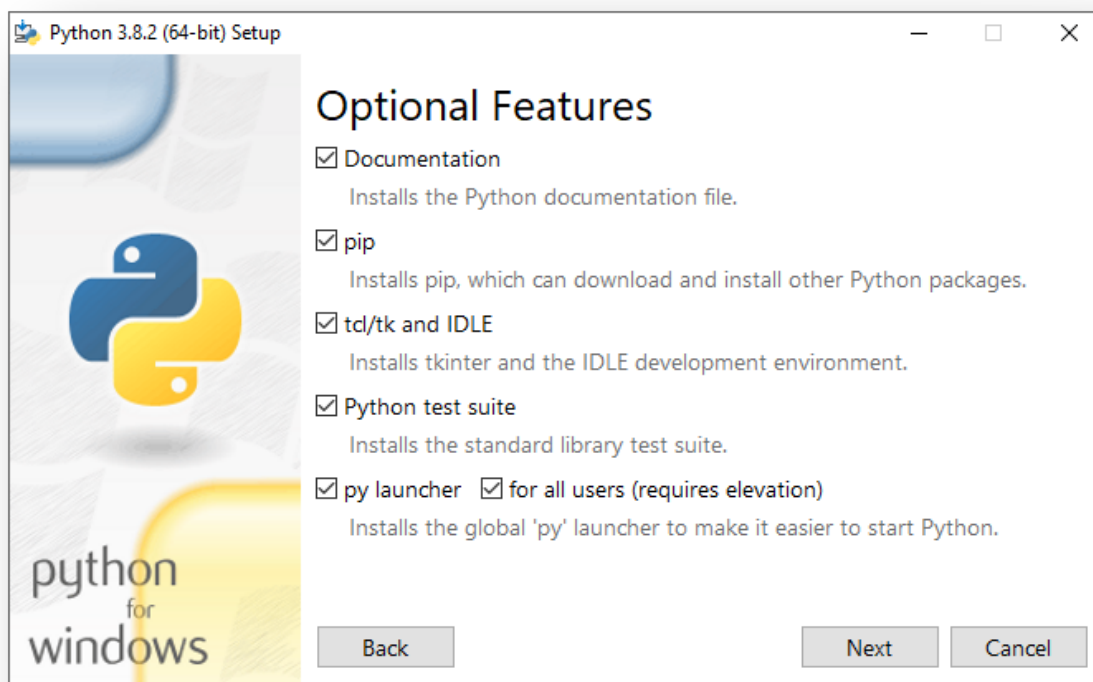 Python 3.8.2 (64-bit) Setup
Optional Features
Documentation
Installs the Python documentation file.
pip
Installs pip, which can download and install other Python packages.
tcl/tk and IDLE
Installs tkinter and the IDLE development environment.
Python test suite
Installs the standard library test suite.
py launcher for all users (requires elevation)
Installs the global 'py' launcher to make it easier to start Python.
python
for
windows
Back Next Cancel